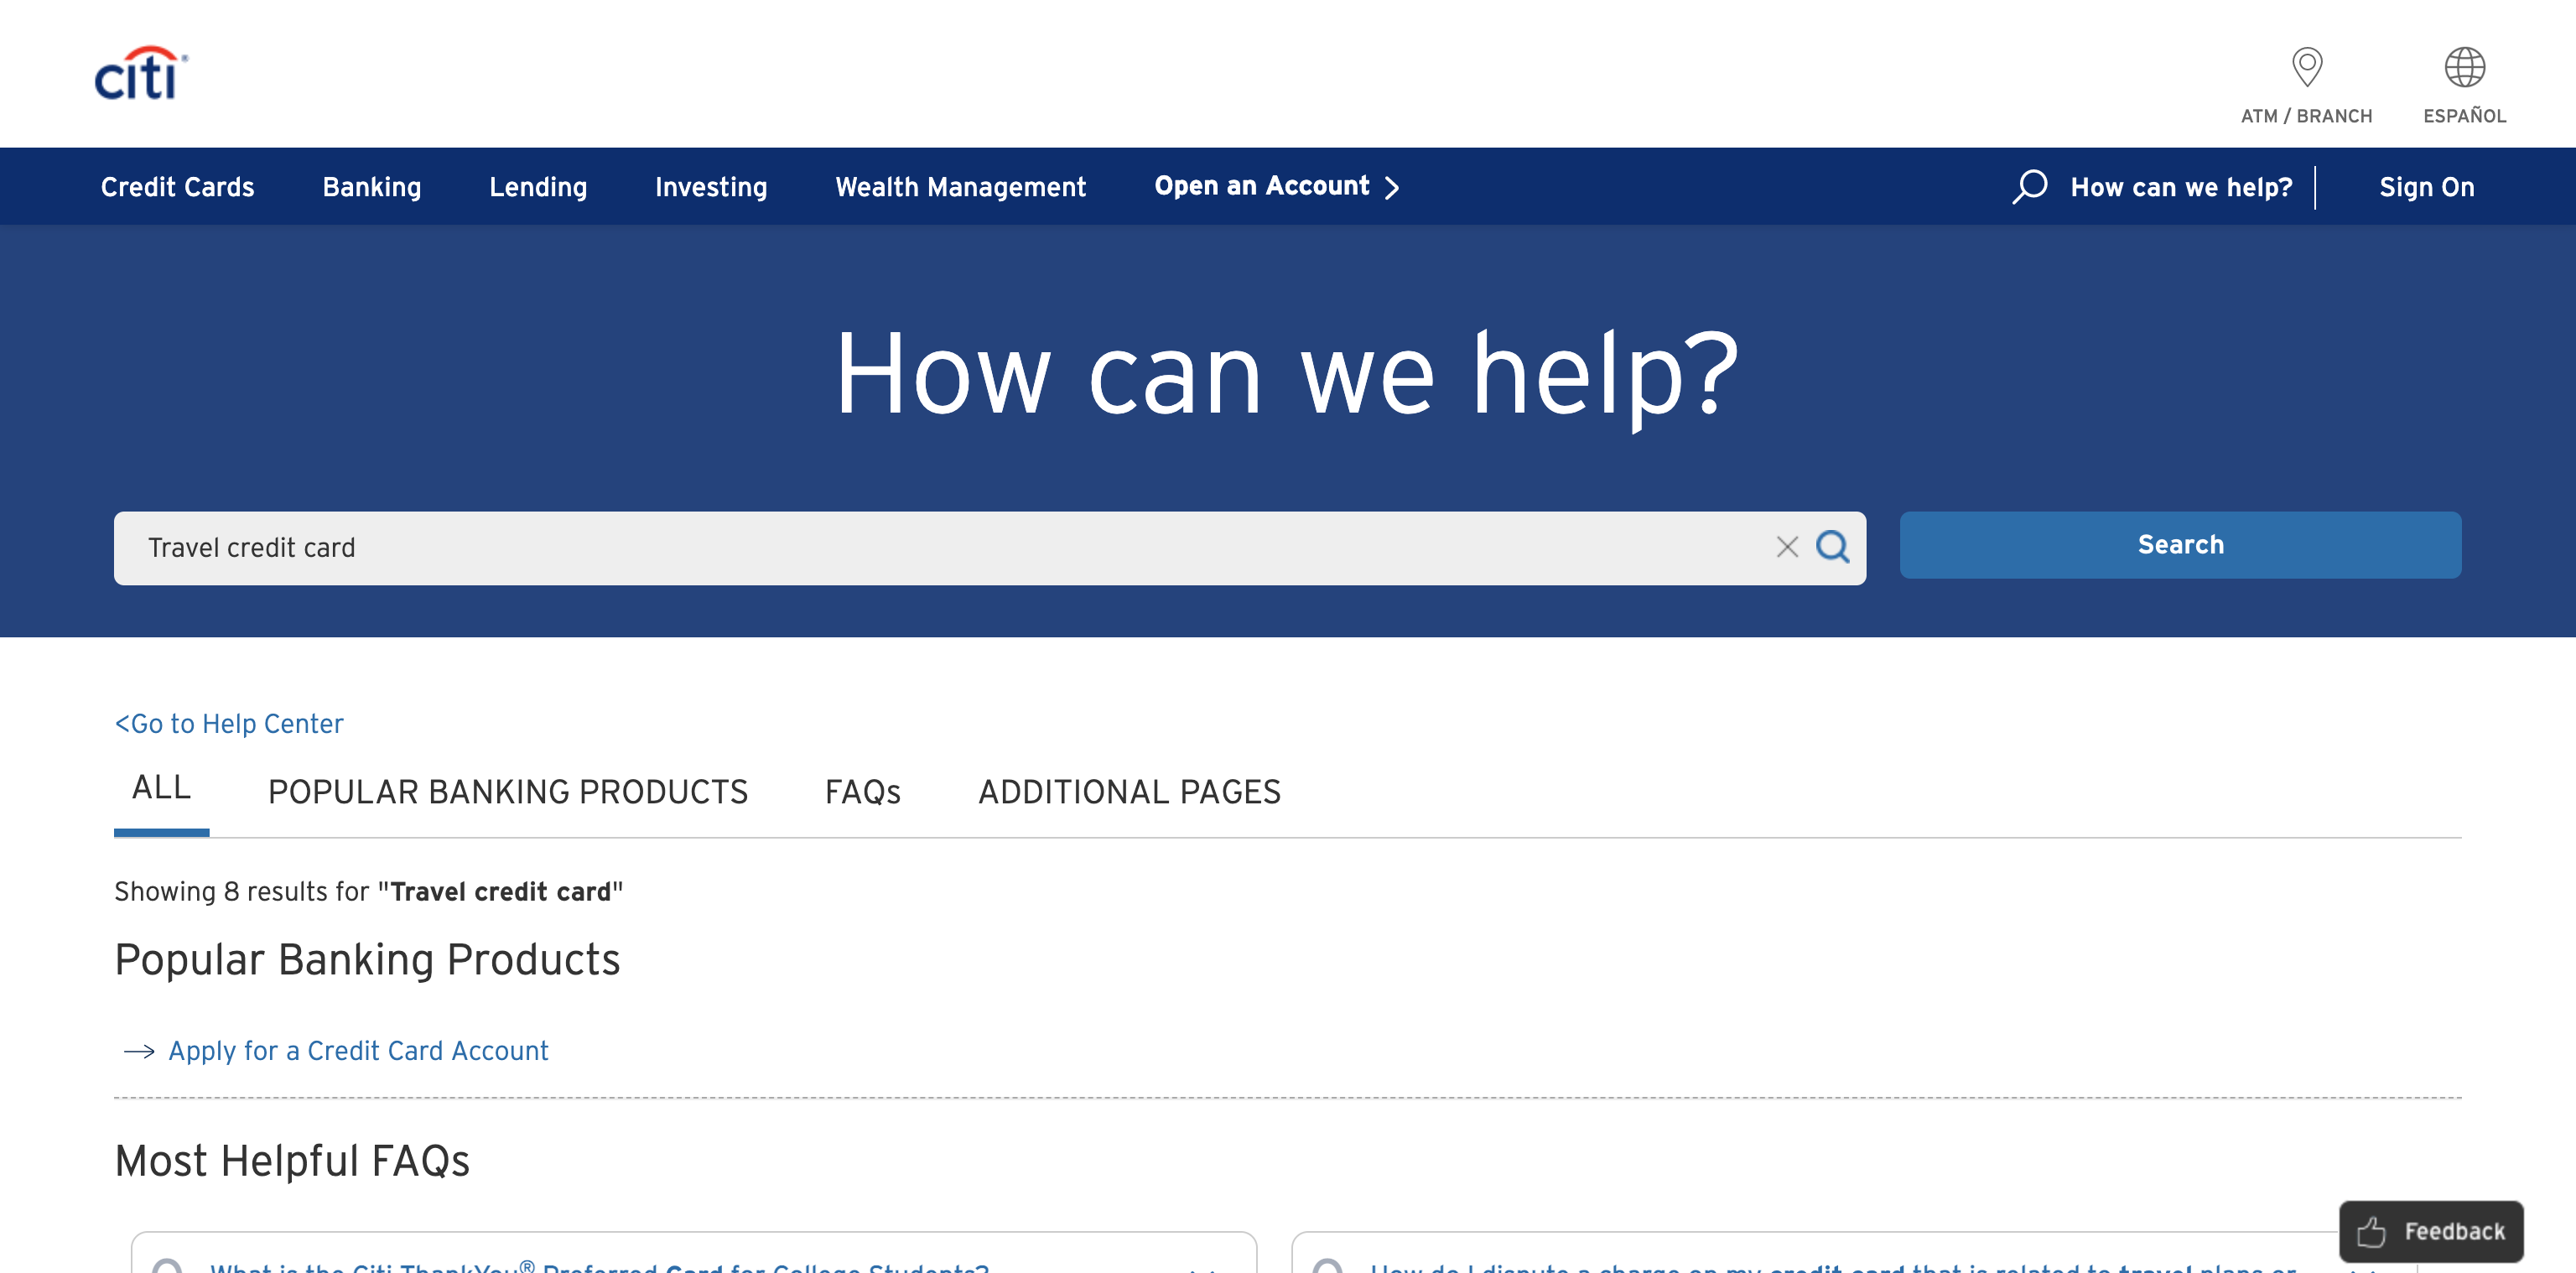 citi®
ATM / BRANCH
ESPAÑOL
Credit Cards
Banking
Lending
Investing
Wealth Management
Open an Account
How can we help?
Sign On
How can we help?
Travel credit card
Search
<Go to Help Center
ALL
POPULAR BANKING PRODUCTS
FAQs
ADDITIONAL PAGES
Showing 8 results for "Travel credit card"
Popular Banking Products
Apply for a Credit Card Account
Most Helpful FAQs
Feedback
What is the Citi ThankYou® Preferred Card for College Students?
How do I dispute a charge on my credit card that is related to travel plans or